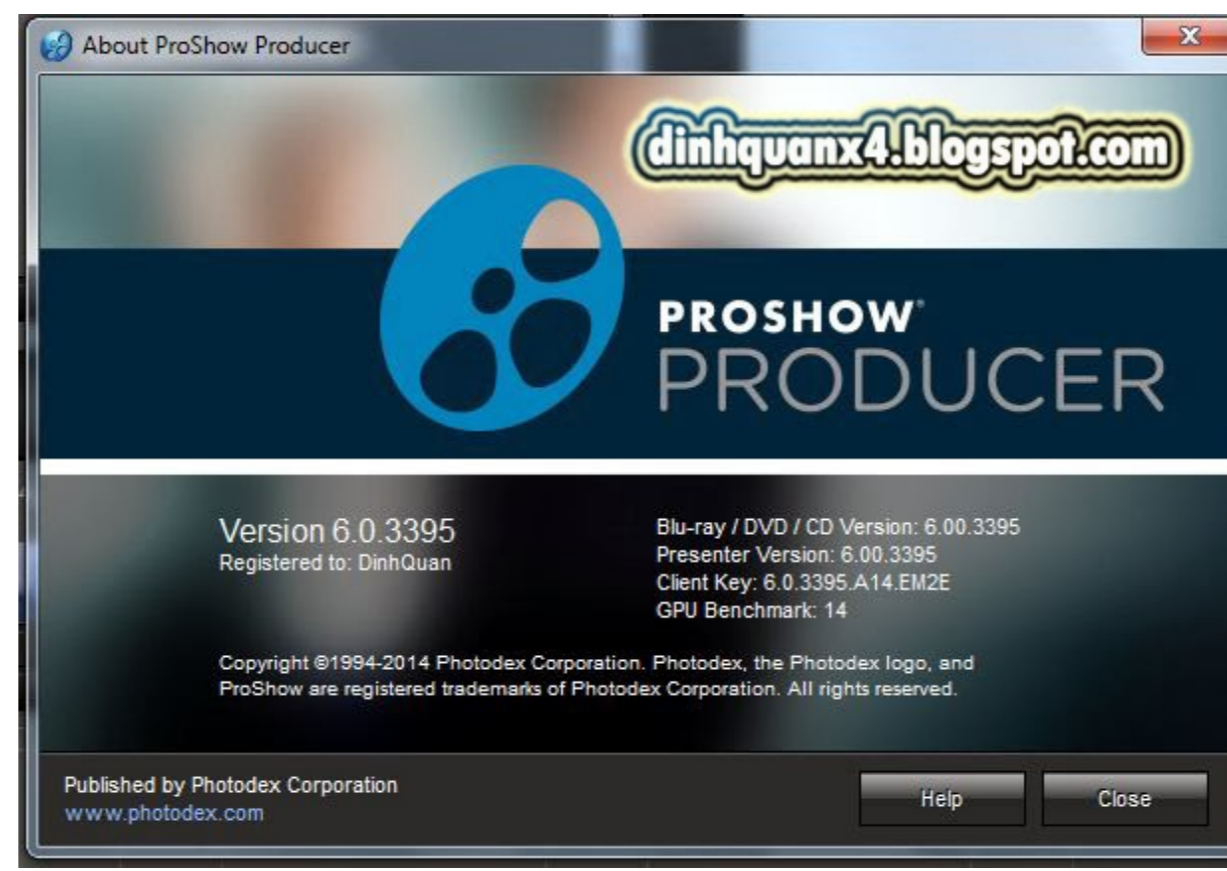 About ProShow Producer
dinhquanx4.blogspot.com
PROSHOW®
PRODUCER
Version 6.0.3395
Registered to: DinhQuan
Blu-ray / DVD / CD Version: 6.00.3395
Presenter Version: 6.00.3395
Client Key: 6.0.3395.A14.EM2E
GPU Benchmark: 14
Copyright ©1994-2014 Photodex Corporation. Photodex, the Photodex logo, and
ProShow are registered trademarks of Photodex Corporation. All rights reserved.
Published by Photodex Corporation
www.photodex.com
Help
Close